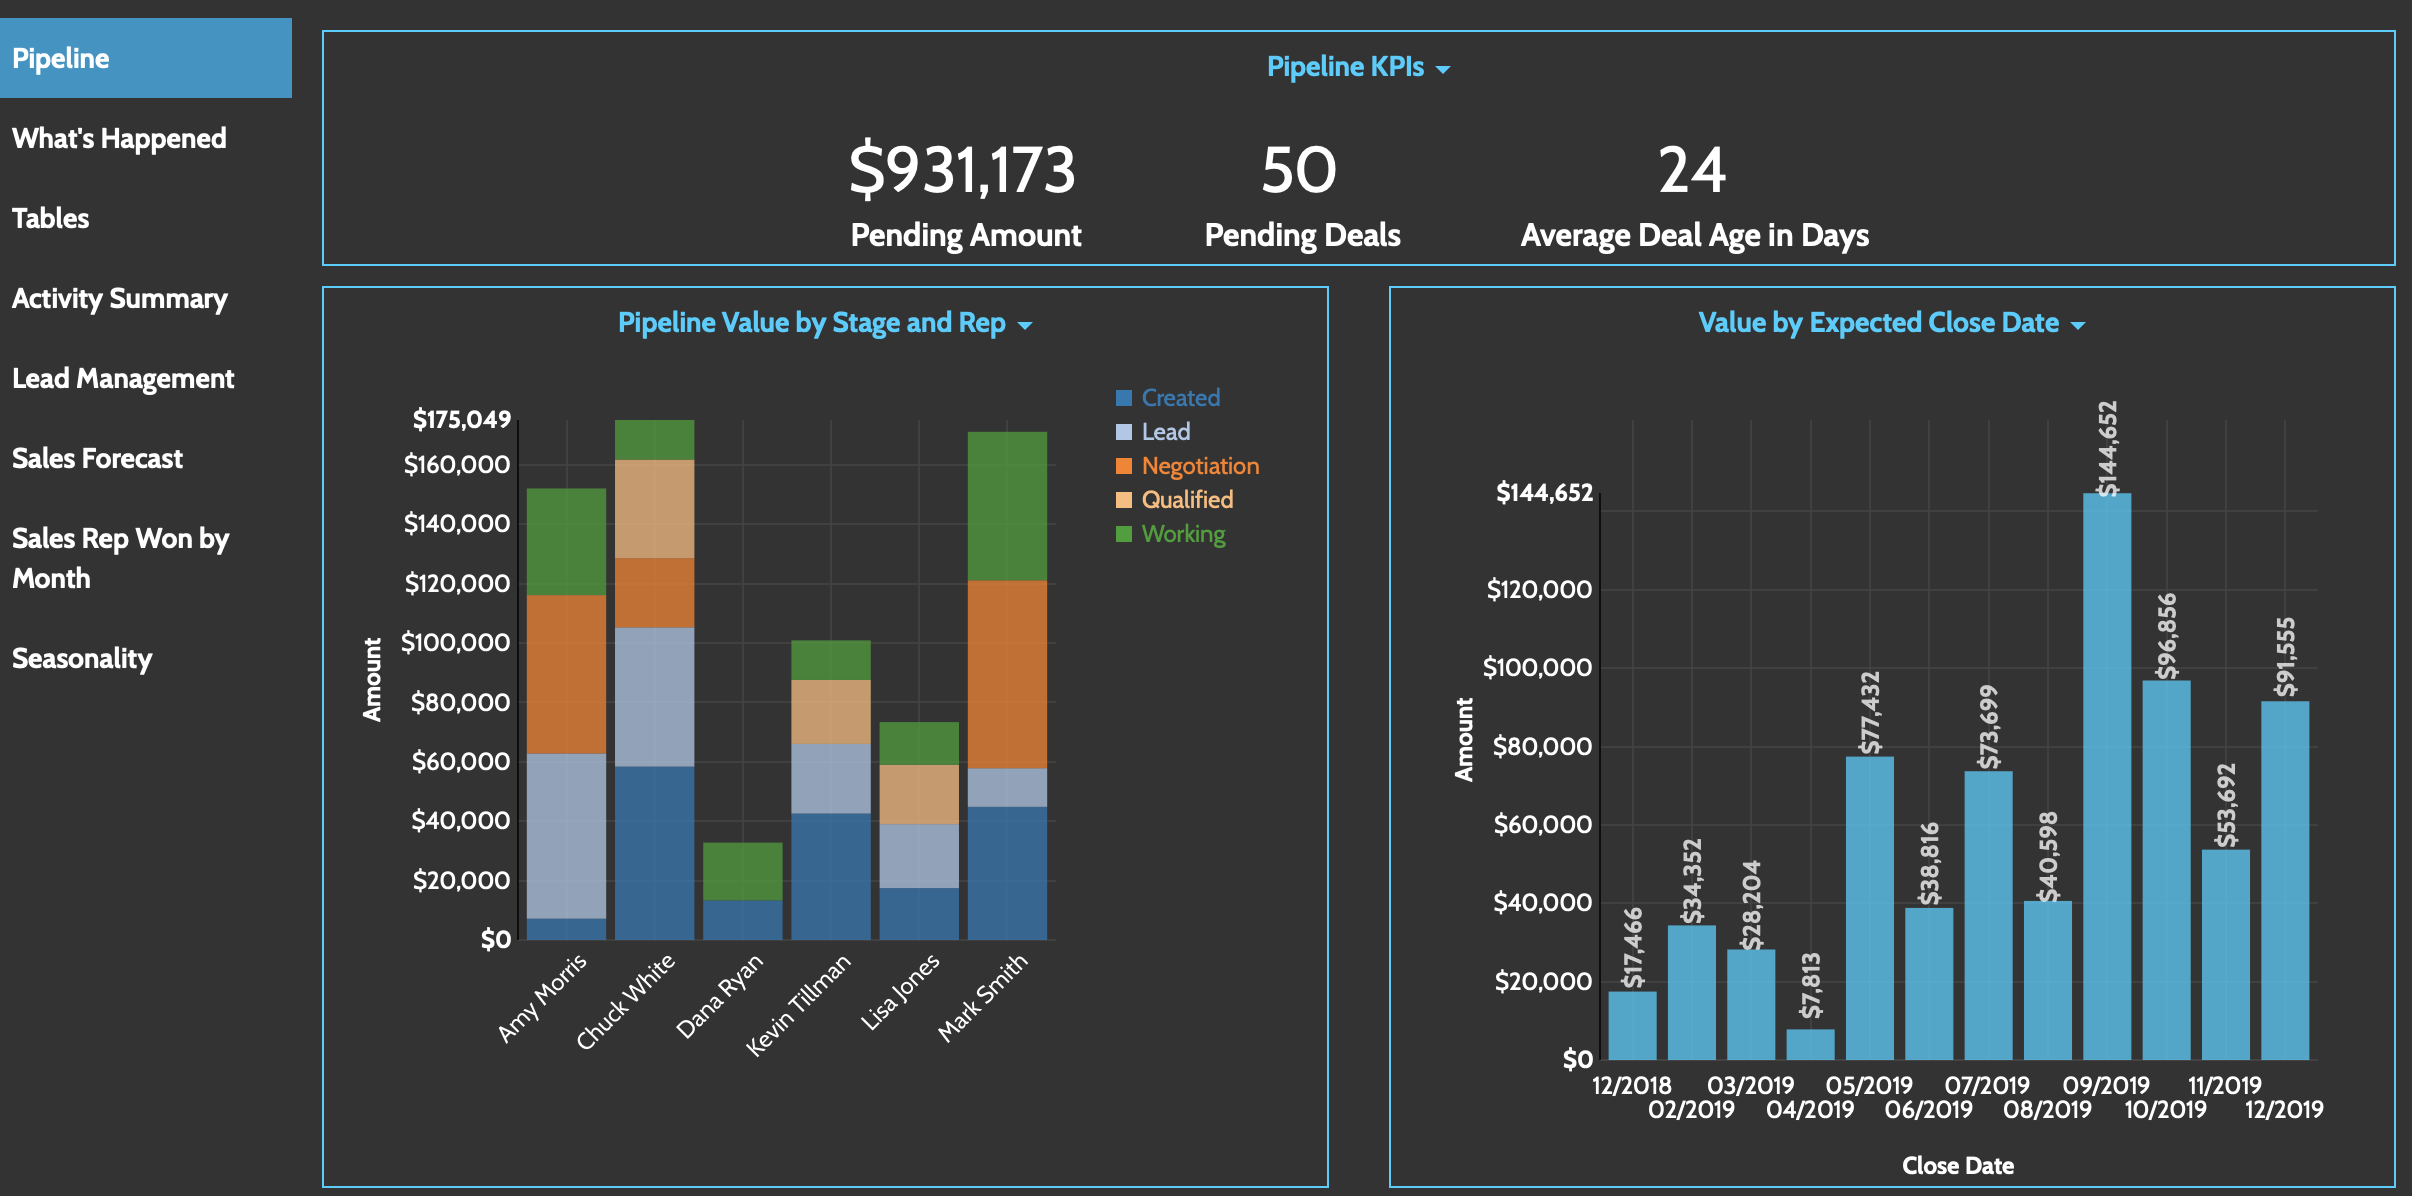 Pipeline
What's Happened
Tables
Activity Summary
Lead Management
Sales Forecast
Sales Rep Won by
Month
Seasonality
Pipeline KPIs
$931,173
Pending Amount
50
Pending Deals
24
Average Deal Age in Days
Pipeline Value by Stage and Rep
Created
Lead
Negotiation
Qualified
Working
Amount
$175,049
$160,000
$140,000
$120,000
$100,000
$80,000
$60,000
$40,000
$20,000
$0
Amy Morris
Chuck White
Dana Ryan
Kevin Tillman
Lisa Jones
Mark Smith
Value by Expected Close Date
Amount
$144,652
$120,000
$100,000
$80,000
$60,000
$40,000
$20,000
$0
$17,466
$34,352
$28,204
$7,813
$77,432
$38,816
$73,699
$40,598
$144,652
$96,856
$53,692
$91,555
12/2018
02/2019
03/2019
04/2019
05/2019
06/2019
07/2019
08/2019
09/2019
10/2019
11/2019
12/2019
Close Date